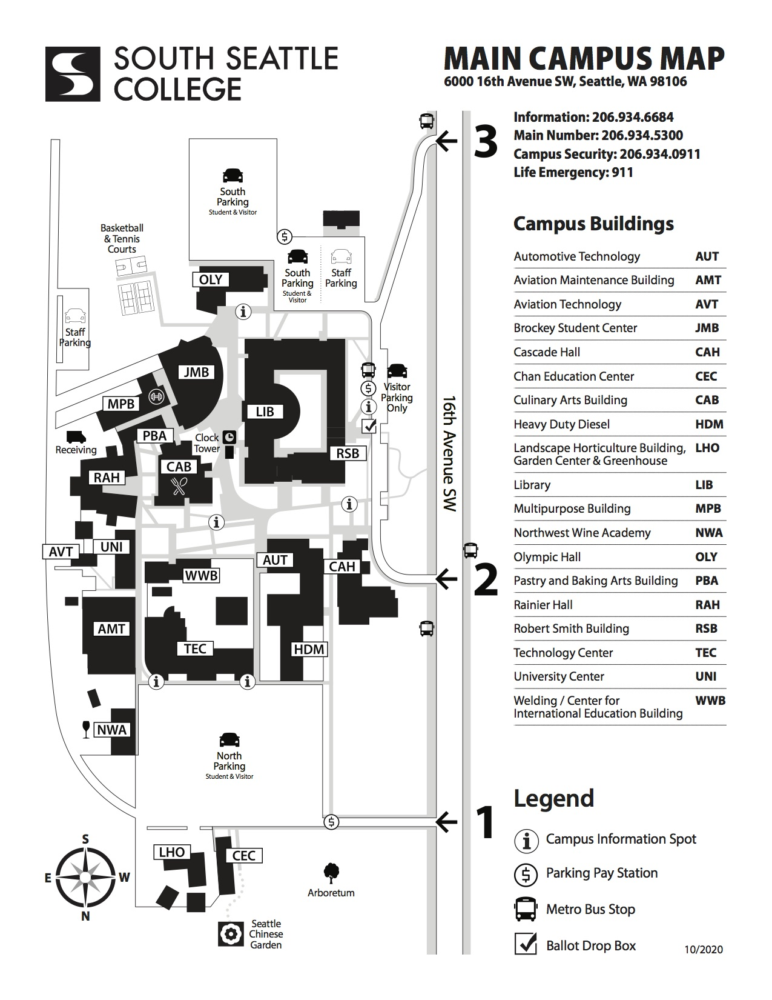 SOUTH SEATTLE
COLLEGE
MAIN CAMPUS MAP
6000 16th Avenue SW, Seattle, WA 98106
Information: 206.934.6684
Main Number: 206.934.5300
Campus Security: 206.934.0911
Life Emergency: 911
3
South
Parking
Student & Visitor
Basketball
& Tennis
Courts
South
Parking
Student &
Visitor
Staff
Parking
OLY
Staff
Parking
JMB
MPB
LIB
Visitor
Parking
Only
16th Avenue SW
PBA
Clock
Tower
Receiving
RSB
CAB
RAH
UNI
AVT
AUT
CAH
WWB
2
AMT
TEC
HDM
NWA
North
Parking
Student & Visitor
1
LHO
CEC
Arboretum
Seattle
Chinese
Garden
S
E
W
N
Campus Buildings
Automotive Technology AUT
Aviation Maintenance Building AMT
Aviation Technology AVT
Brockey Student Center JMB
Cascade Hall CAH
Chan Education Center CEC
Culinary Arts Building CAB
Heavy Duty Diesel HDM
Landscape Horticulture Building, LHO
Garden Center & Greenhouse
Library LIB
Multipurpose Building MPB
Northwest Wine Academy NWA
Olympic Hall OLY
Pastry and Baking Arts Building PBA
Rainier Hall RAH
Robert Smith Building RSB
Technology Center TEC
University Center UNI
Welding / Center for WWB
International Education Building
Legend
i Campus Information Spot
$ Parking Pay Station
Metro Bus Stop
Ballot Drop Box
10/2020